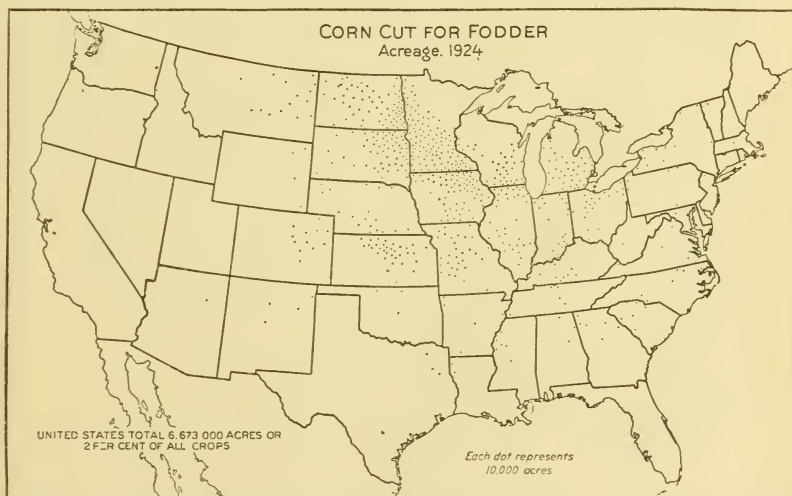 CORN CUT FOR FODDER
Acreage. 1924
UNITED STATES TOTAL 6.673 000 ACRES OR
2 PER CENT OF ALL CROPS
Each dot represents
10,000 acres